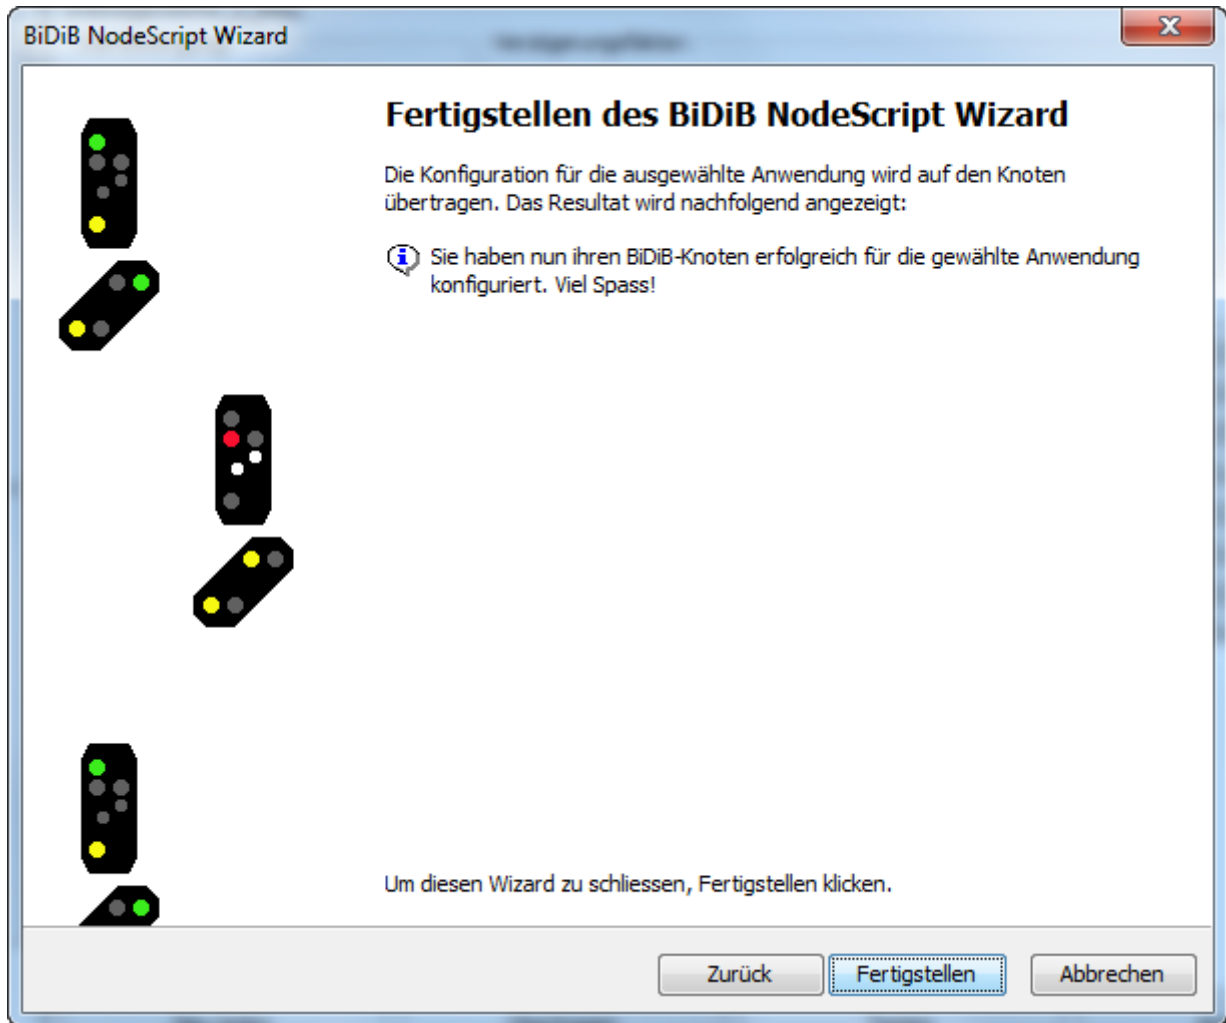 BiDiB NodeScript Wizard
Fertigstellen des BiDiB NodeScript Wizard
Die Konfiguration für die ausgewählte Anwendung wird auf den Knoten
übertragen. Das Resultat wird nachfolgend angezeigt:
Sie haben nun ihren BiDiB-Knoten erfolgreich für die gewählte Anwendung
konfiguriert. Viel Spass!
Um diesen Wizard zu schliessen, Fertigstellen klicken.
Zurück Fertigstellen Abbrechen